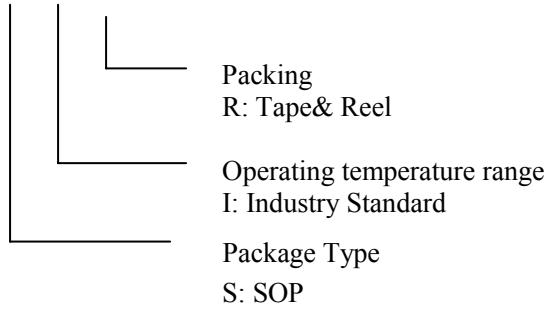 Packing
R: Tape& Reel
Operating temperature range
I: Industry Standard
Package Type
S: SOP